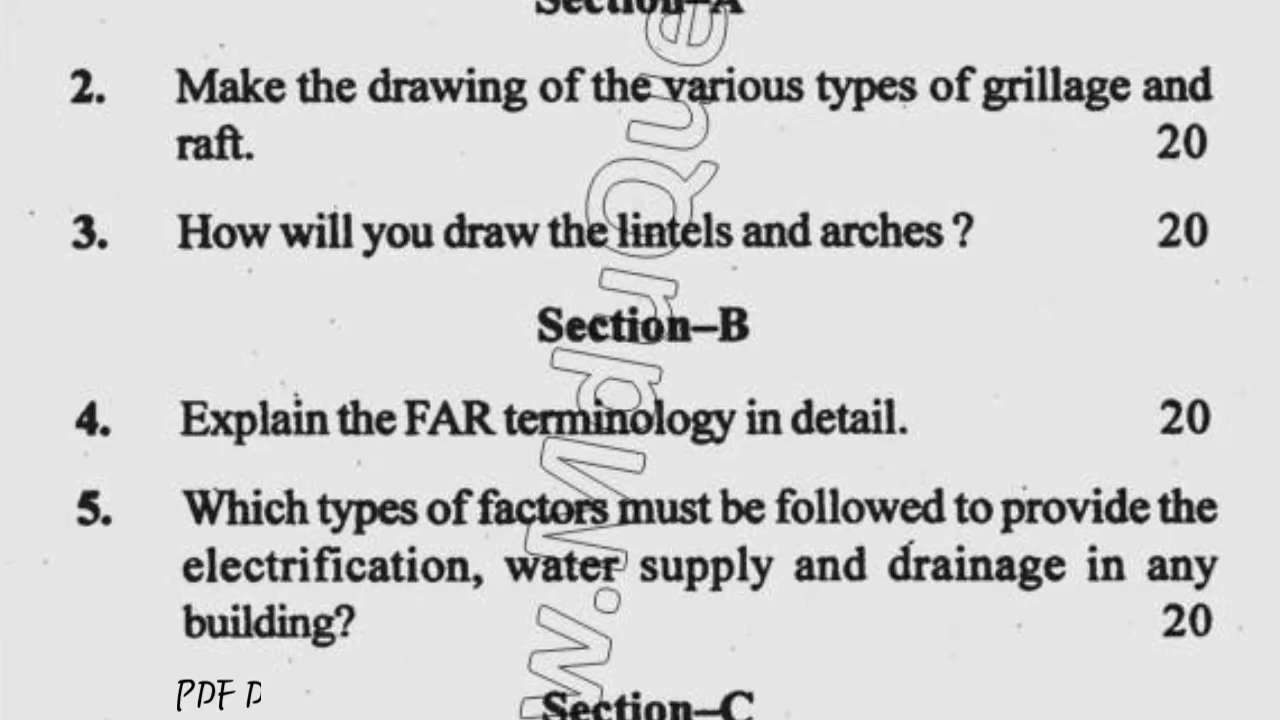 Section–A
2. Make the drawing of the various types of grillage and
raft. 20
3. How will you draw the lintels and arches ? 20
Section–B
4. Explain the FAR terminology in detail. 20
5. Which types of factors must be followed to provide the
electrification, water supply and drainage in any
building? 20
PDF D
Section–C